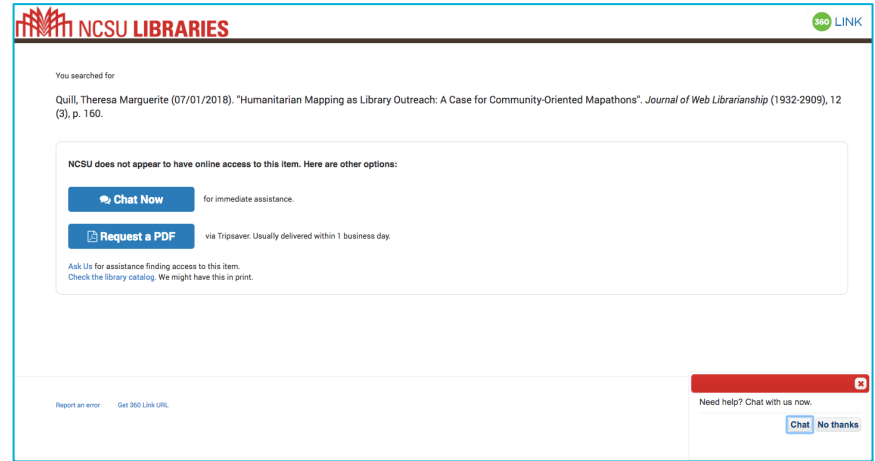 NCSU LIBRARIES
360 LINK
You searched for
Quill, Theresa Marguerite (07/01/2018). "Humanitarian Mapping as Library Outreach: A Case for Community-Oriented Mapathons". Journal of Web Librarianship (1932-2909), 12
(3), p. 160.
NCSU does not appear to have online access to this item. Here are other options:
Chat Now for immediate assistance.
Request a PDF via Tripsaver. Usually delivered within 1 business day.
Ask Us for assistance finding access to this item.
Check the library catalog. We might have this in print.
Report an error Get 360 Link URL
Need help? Chat with us now.
Chat No thanks